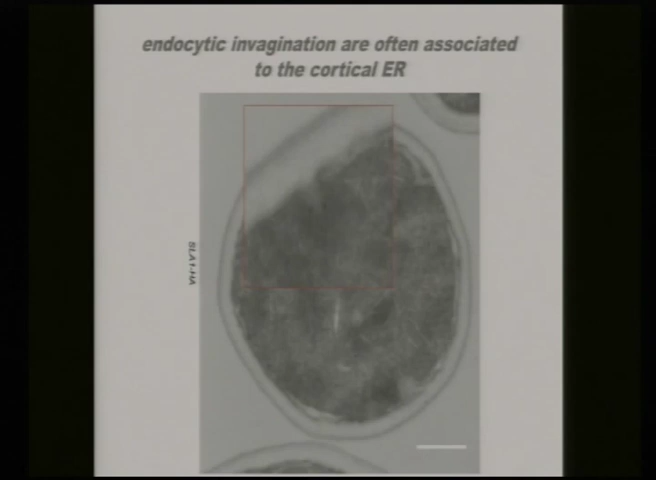 endocytic invagination are often associated
to the cortical ER
SLA1-HA